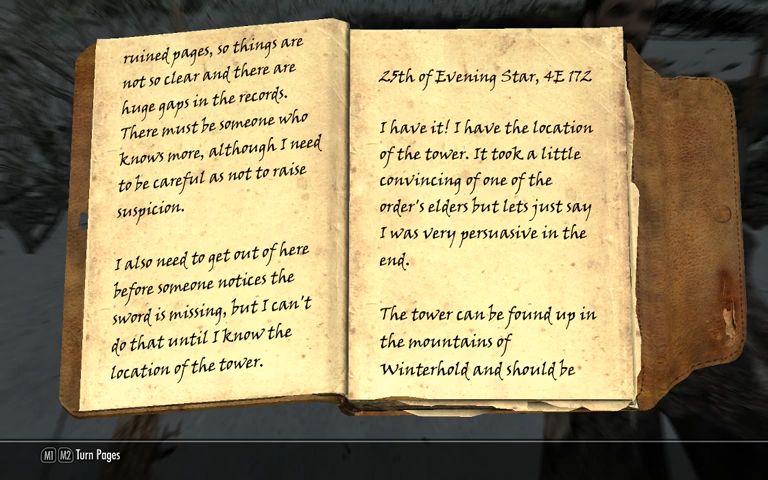 ruined pages, so things are
not so clear and there are
huge gaps in the records.
There must be someone who
knows more, although I need
to be careful as not to raise
suspicion.
I also need to get out of here
before someone notices the
sword is missing, but I can't
do that until I know the
location of the tower.
25th of Evening Star, 4E 172
I have it! I have the location
of the tower. It took a little
convincing of one of the
order's elders but lets just say
I was very persuasive in the
end.
The tower can be found up in
the mountains of
Winterhold and should be
M1 M2 Turn Pages